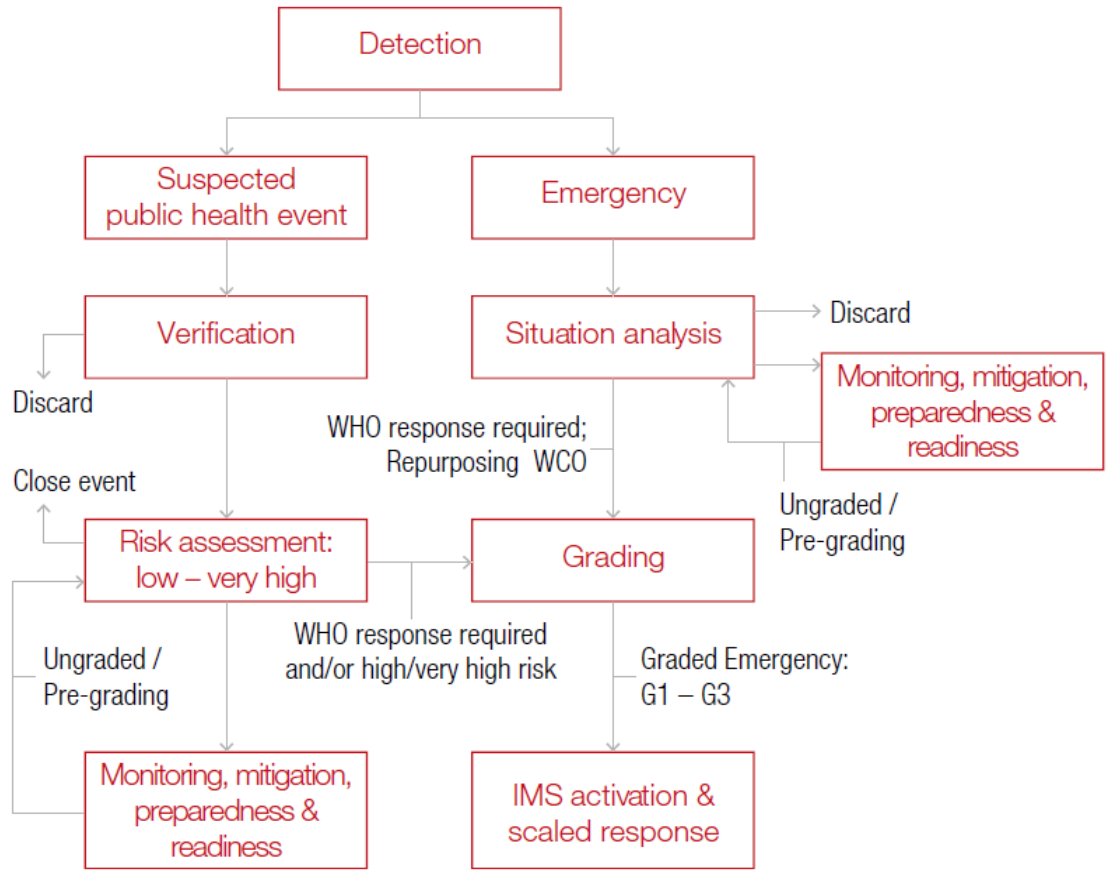 Detection
Suspected
public health event
Emergency
Verification
Situation analysis
Discard
Monitoring, mitigation,
preparedness &
readiness
Discard
WHO response required;
Repurposing WCO
Close event
Ungraded /
Pre-grading
Risk assessment:
low – very high
Grading
WHO response required
and/or high/very high risk
Ungraded /
Pre-grading
Graded Emergency:
G1 – G3
Monitoring, mitigation,
preparedness &
readiness
IMS activation &
scaled response